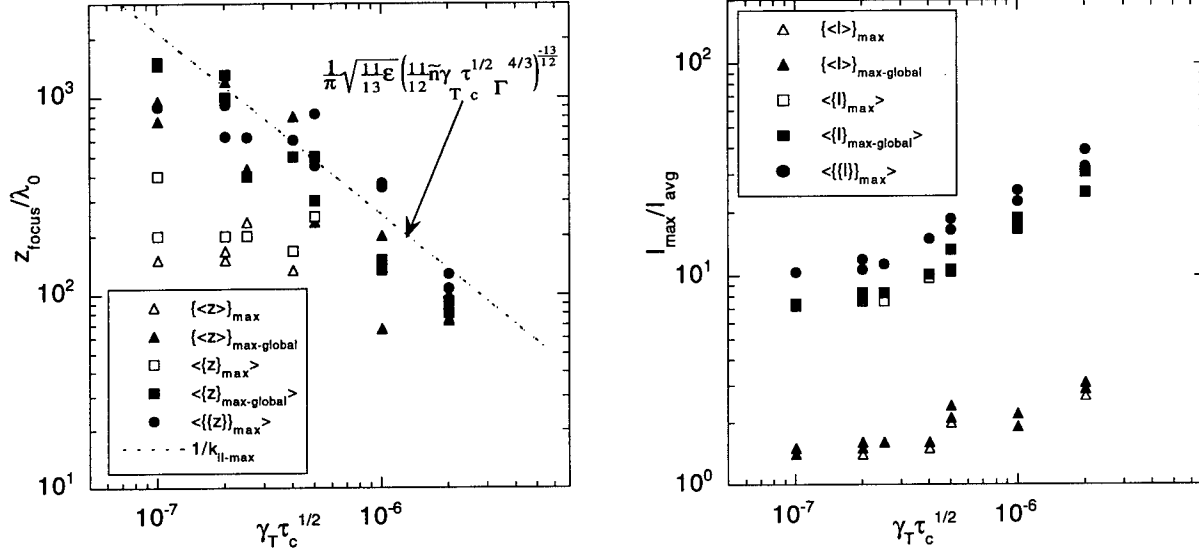 10^3
10^2
10^1
z_focus/λ_0
1/π √(11/13 ε) (11/12 ñγ_T τ_c^1/2 Γ^4/3)^-13/12
{<z>}_max
{<z>}_max-global
<{z}_max>
<{z}_max-global>
<{{z}}_max>
1/k_II-max
10^-7
10^-6
γ_T τ_c^1/2
10^2
10^1
10^0
I_max/I_avg
{<I>}_max
{<I>}_max-global
<{I}_max>
<{I}_max-global>
<{{I}}_max>
10^-7
10^-6
γ_T τ_c^1/2